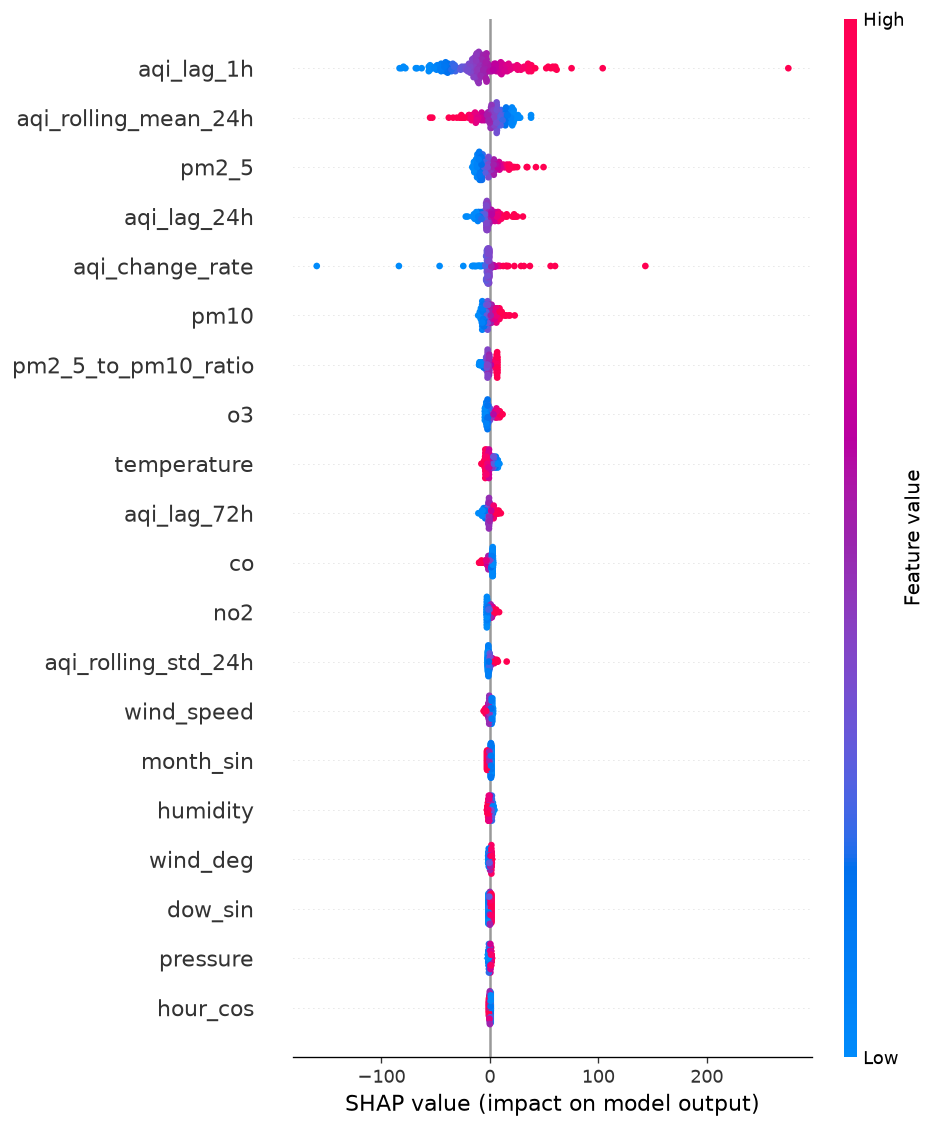 High
aqi_lag_1h
aqi_rolling_mean_24h
pm2_5
aqi_lag_24h
aqi_change_rate
pm10
pm2_5_to_pm10_ratio
o3
temperature
aqi_lag_72h
co
no2
aqi_rolling_std_24h
wind_speed
month_sin
humidity
wind_deg
dow_sin
pressure
hour_cos
Feature value
Low
−100 0 100 200
SHAP value (impact on model output)